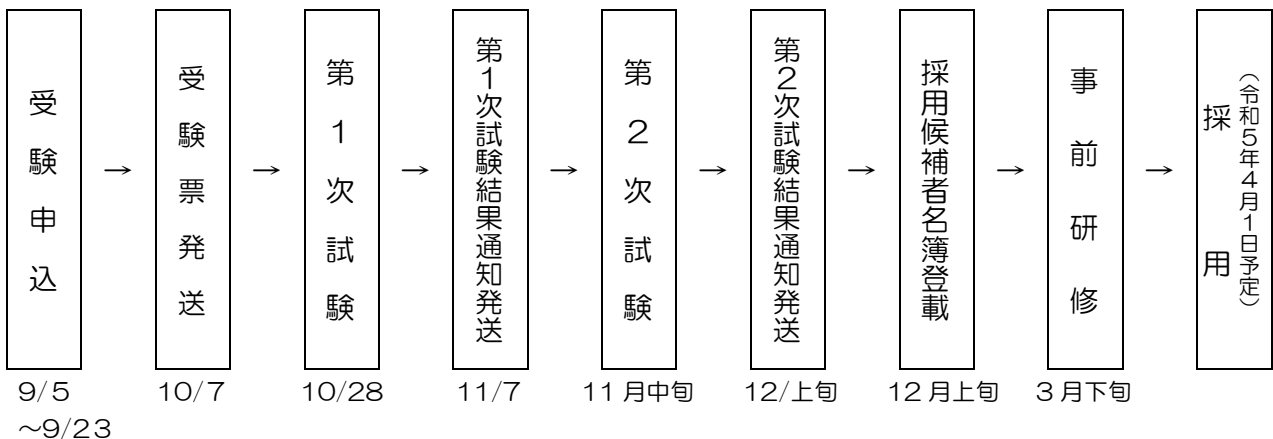 受験申込
→
受験票発送
→
第１次試験
→
第１次試験結果通知発送
→
第２次試験
→
第２次試験結果通知発送
→
採用候補者名簿登載
→
事前研修
→
採用
（令和５年４月１日予定）
9/5
～9/23
10/7
10/28
11/7
11月中旬
12/上旬
12月上旬
3月下旬